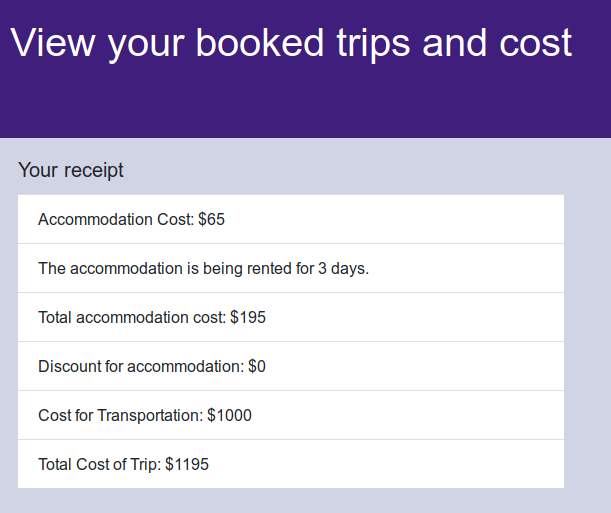 View your booked trips and cost
Your receipt
Accommodation Cost: $65
The accommodation is being rented for 3 days.
Total accommodation cost: $195
Discount for accommodation: $0
Cost for Transportation: $1000
Total Cost of Trip: $1195